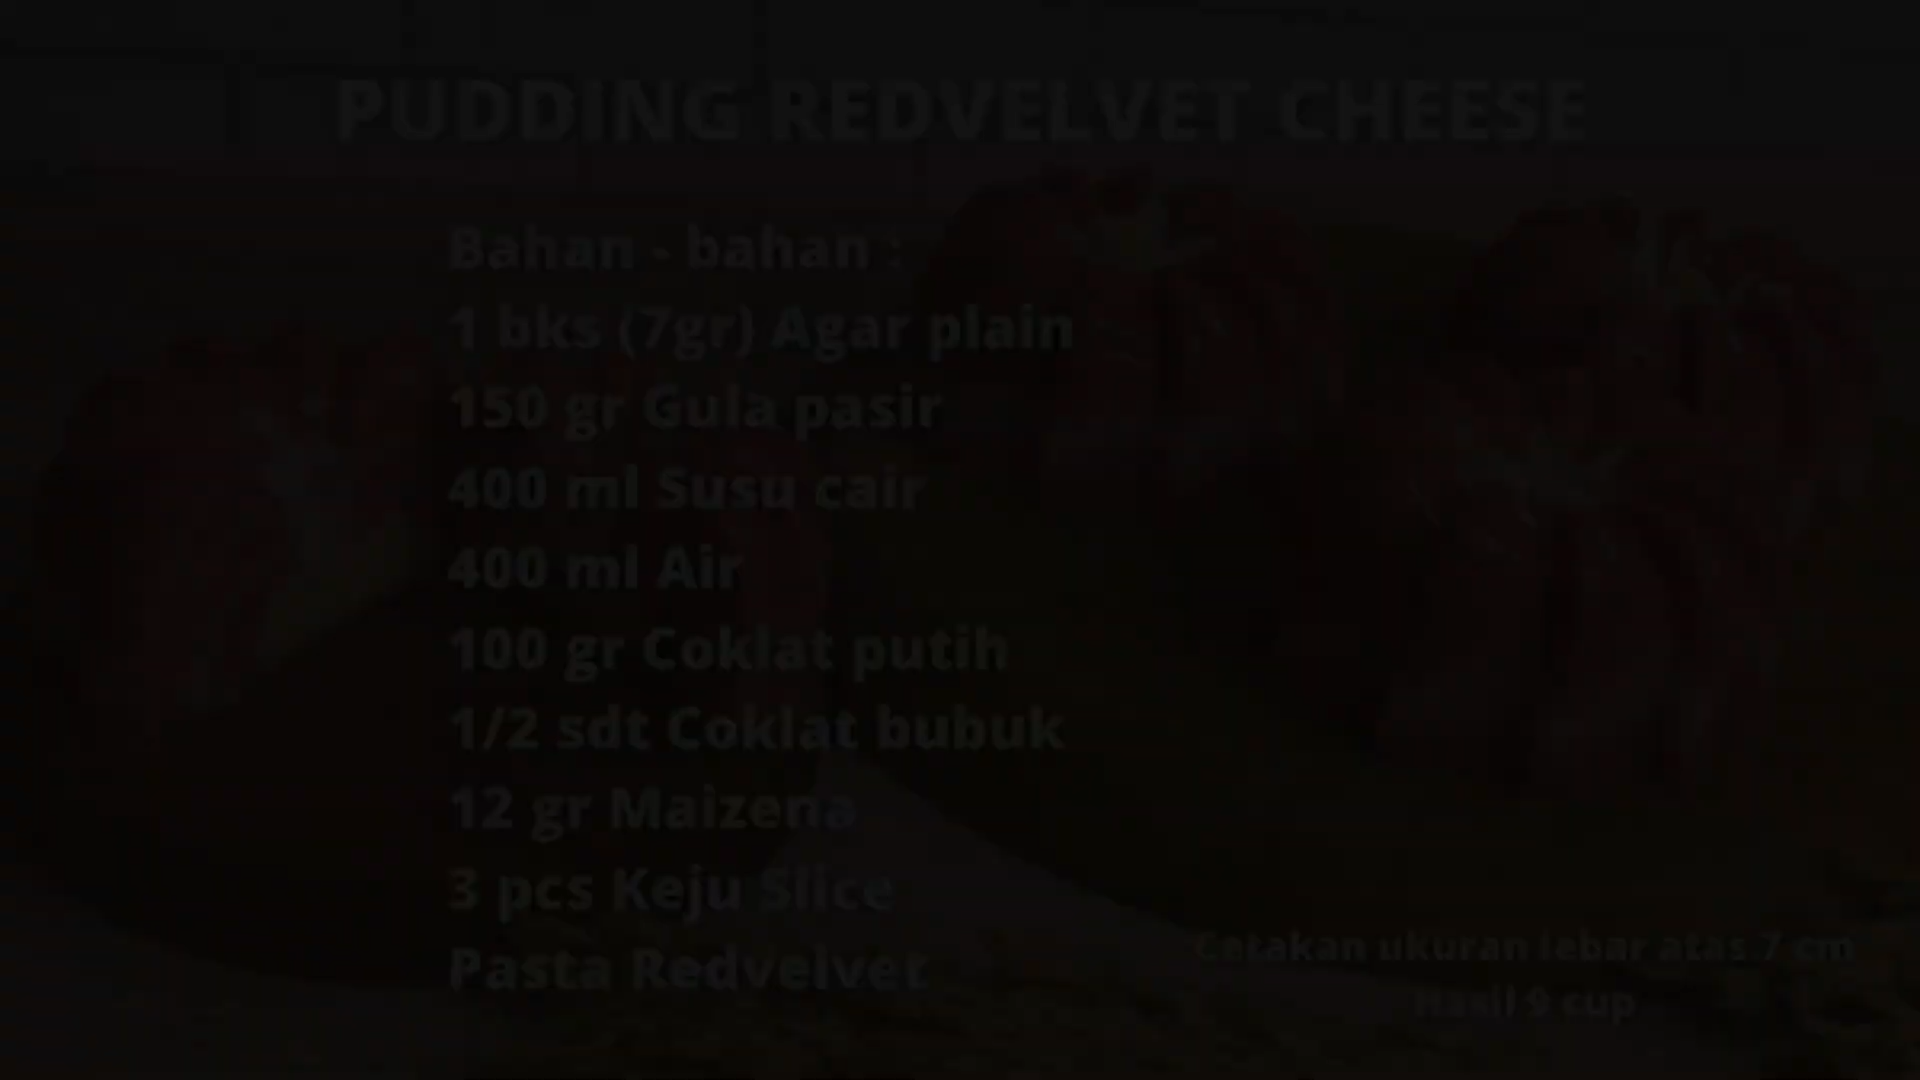 PUDDING REDVELVET CHEESE
Bahan - bahan :
1 bks (7gr) Agar plain
150 gr Gula pasir
400 ml Susu cair
400 ml Air
100 gr Coklat putih
1/2 sdt Coklat bubuk
12 gr Maizena
3 pcs Keju Slice
Pasta Redvelvet
Cetakan ukuran lebar atas 7 cm
Hasil 9 cup